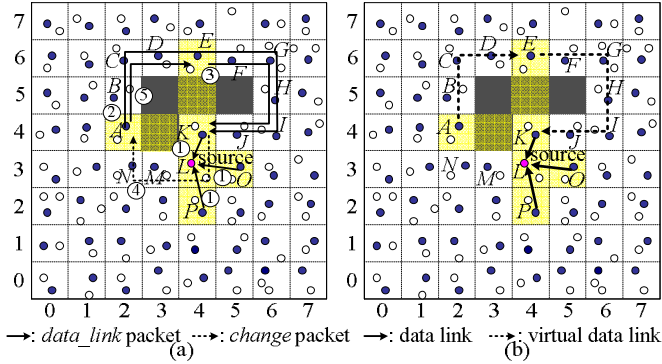 7 6 5 4 3 2 1 0
0 1 2 3 4 5 6 7
A B C D E F G H I J K L M N O P
source
① ① ① ② ③ ④ ⑤
7 6 5 4 3 2 1 0
0 1 2 3 4 5 6 7
A B C D E F G H I J K L M N O P
source
: data_link packet : change packet : data link : virtual data link
(a) (b)